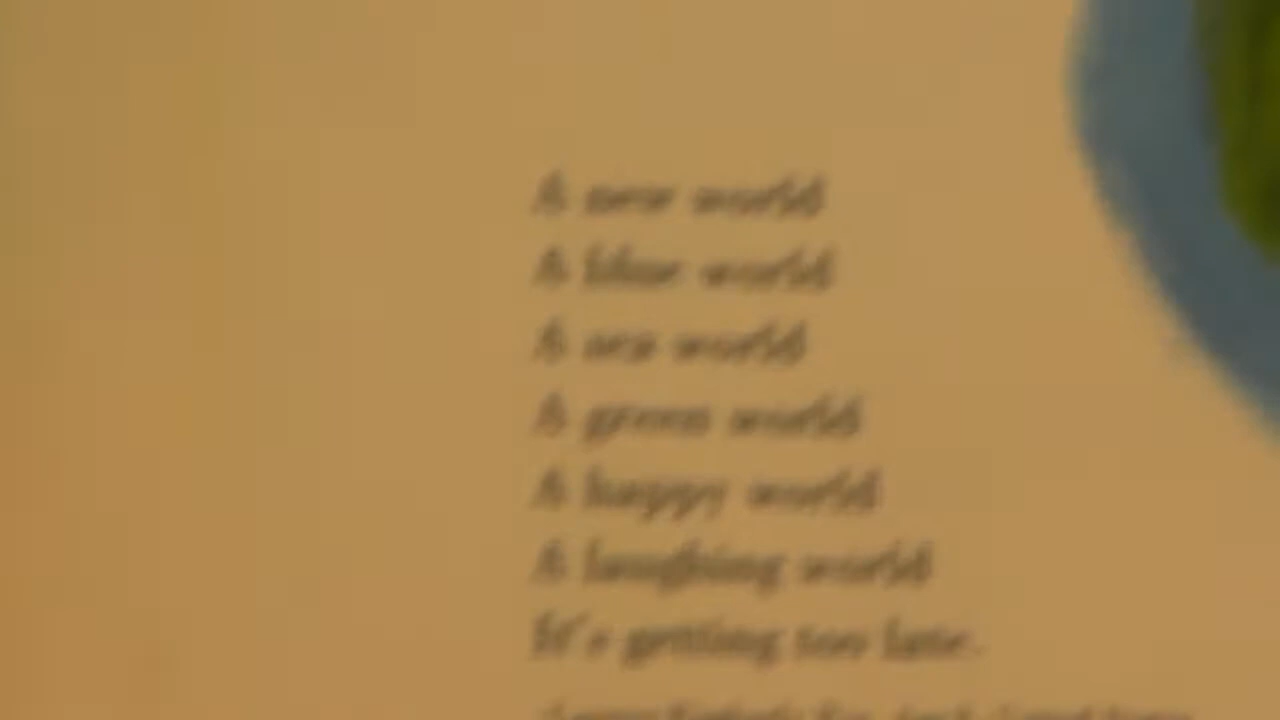 A new world
A blue world
A sea world
A green world
A happy world
A laughing world
It's getting too late.